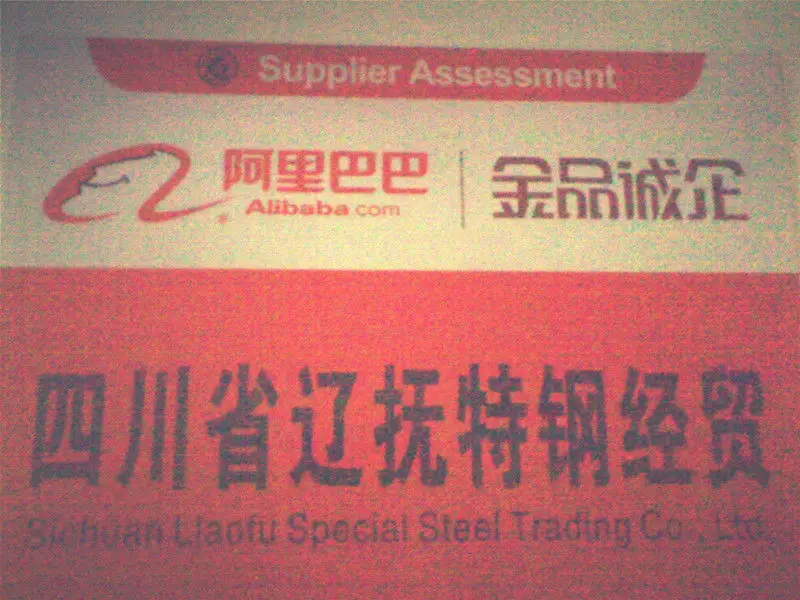 Supplier Assessment
阿里巴巴 金品诚企
Alibaba.com
四川省辽抚特钢经贸
Sichuan Liaofu Special Steel Trading Co., Ltd.